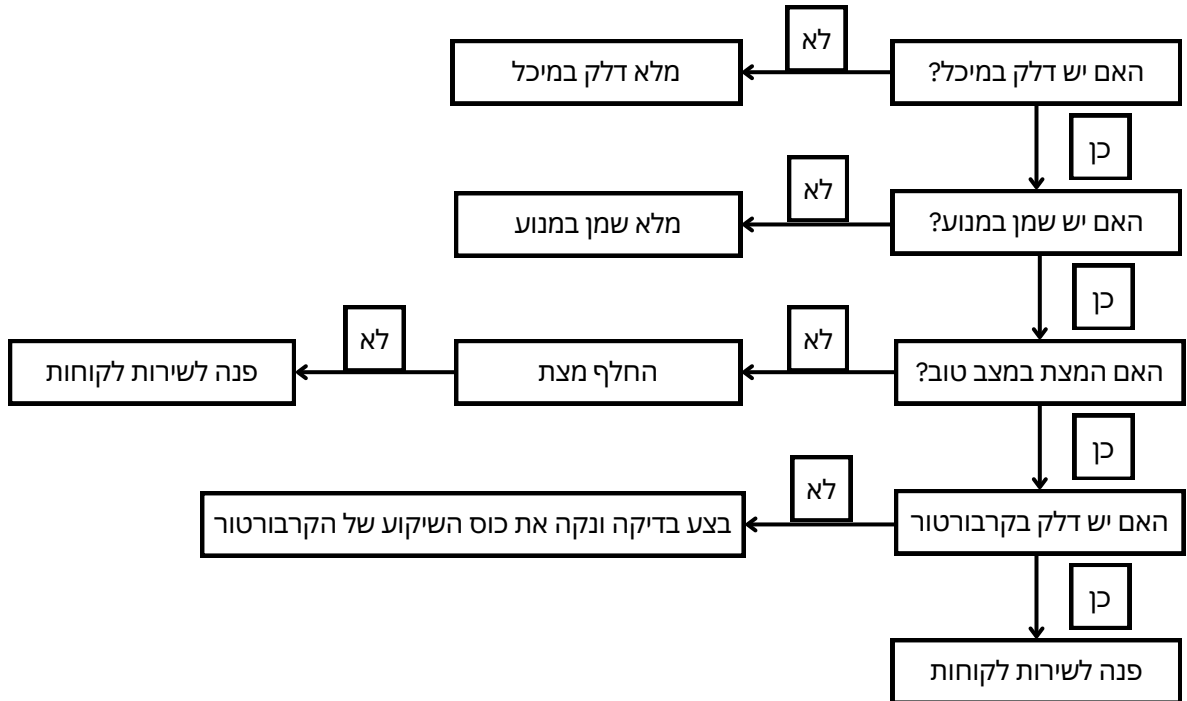 האם יש דלק במיכל?
לא
מלא דלק במיכל
כן
האם יש שמן במנוע?
לא
מלא שמן במנוע
כן
האם המצת במצב טוב?
לא
החלף מצת
לא
פנה לשירות לקוחות
כן
האם יש דלק בקרבורטור
לא
בצע בדיקה ונקה את כוס השיקוע של הקרבורטור
כן
פנה לשירות לקוחות